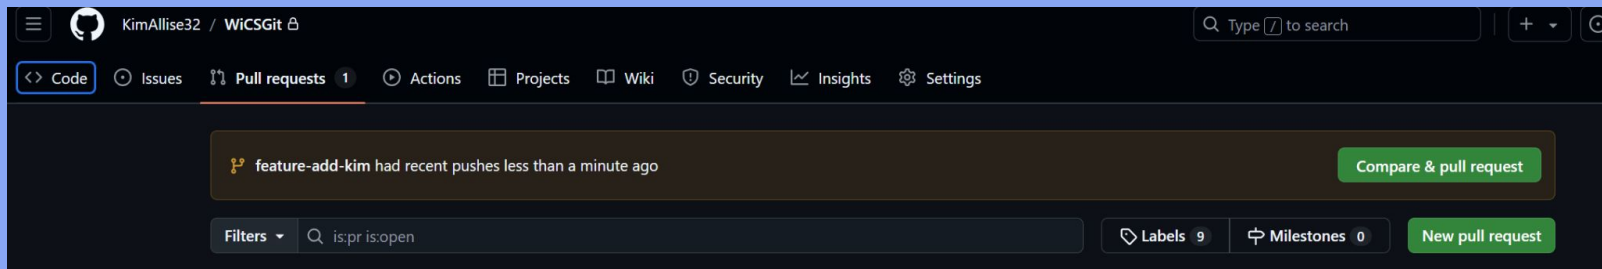 KimAllise32 / WiCSGit
Type / to search
Code Issues Pull requests 1 Actions Projects Wiki Security Insights Settings
feature-add-kim had recent pushes less than a minute ago
Compare & pull request
Filters is:pr is:open Labels 9 Milestones 0 New pull request